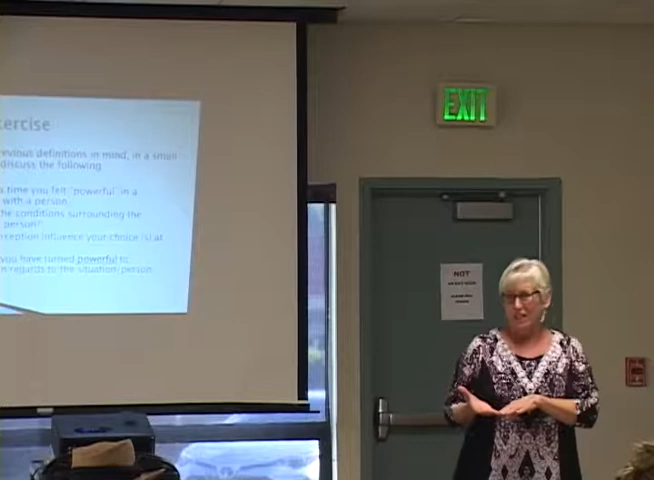 ercise
EXIT
evious definitions in mind, in a small
discuss the following
a time you felt "powerful" in a
with a person.
he conditions surrounding the
person?
ception influence your choice (s) at
you have turned powerful to
n regards to the situation/person
NOT